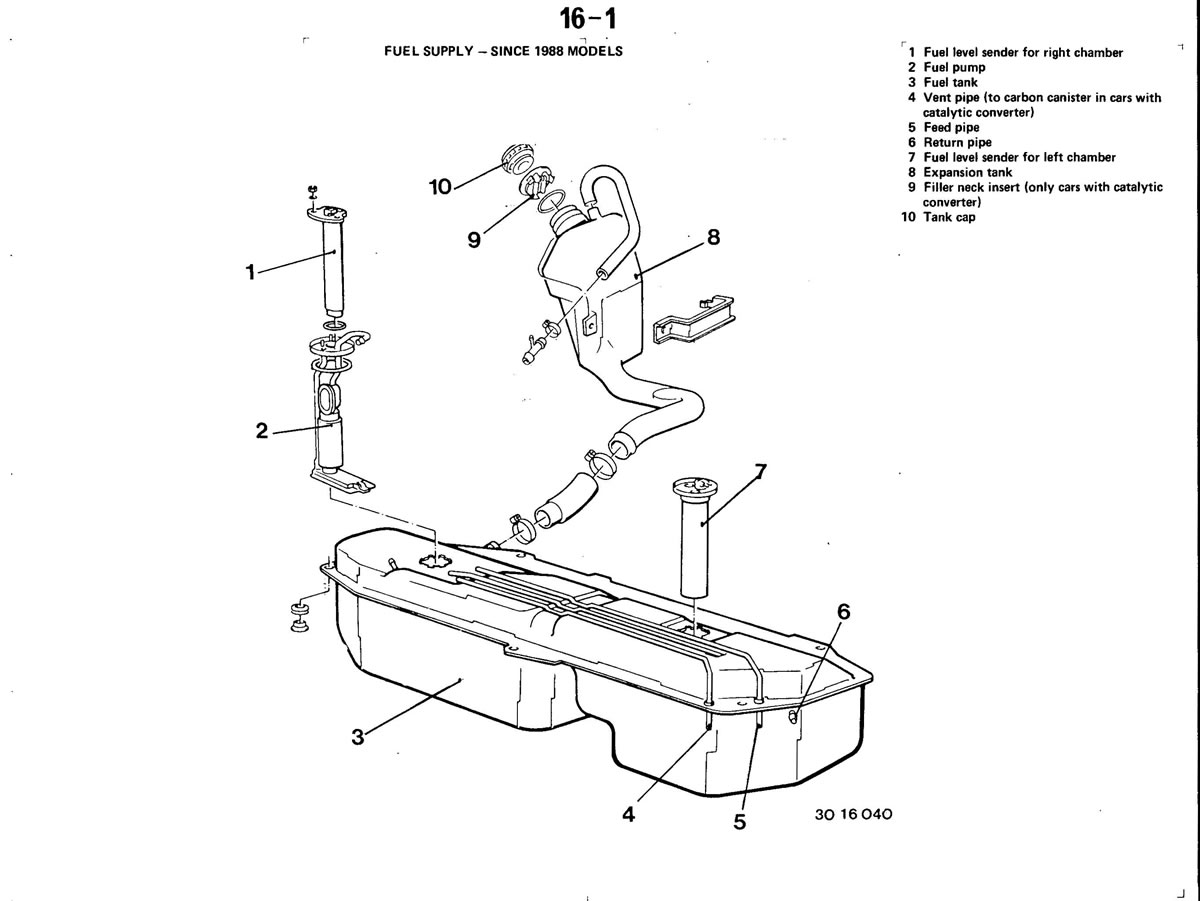 16-1
FUEL SUPPLY – SINCE 1988 MODELS
1 Fuel level sender for right chamber
2 Fuel pump
3 Fuel tank
4 Vent pipe (to carbon canister in cars with
catalytic converter)
5 Feed pipe
6 Return pipe
7 Fuel level sender for left chamber
8 Expansion tank
9 Filler neck insert (only cars with catalytic
converter)
10 Tank cap
10
9
8
1
2
7
6
3
4
5
30 16 040